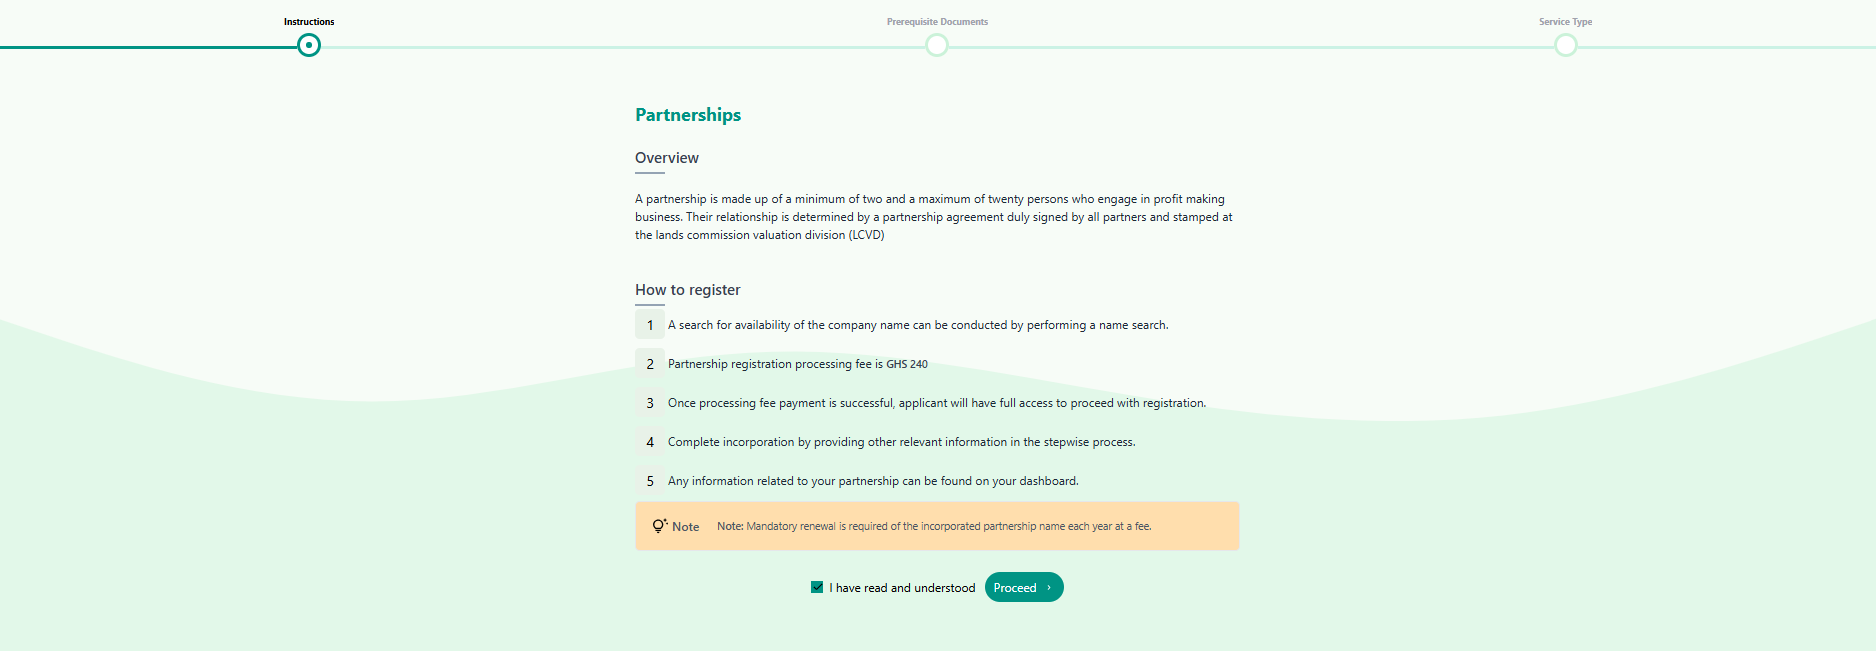 Instructions
Prerequisite Documents
Service Type
Partnerships
Overview
A partnership is made up of a minimum of two and a maximum of twenty persons who engage in profit making
business. Their relationship is determined by a partnership agreement duly signed by all partners and stamped at
the lands commission valuation division (LCVD)
How to register
1 A search for availability of the company name can be conducted by performing a name search.
2 Partnership registration processing fee is GHS 240
3 Once processing fee payment is successful, applicant will have full access to proceed with registration.
4 Complete incorporation by providing other relevant information in the stepwise process.
5 Any information related to your partnership can be found on your dashboard.
Note Note: Mandatory renewal is required of the incorporated partnership name each year at a fee.
I have read and understood Proceed